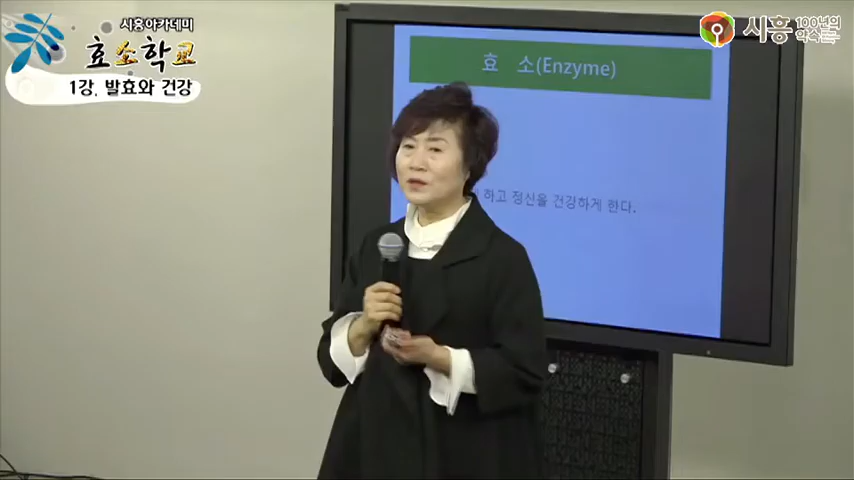 시흥아카데미
효소학교
1강. 발효와 건강
시흥
100년의
약속
효 소(Enzyme)
하고 정신을 건강하게 한다.